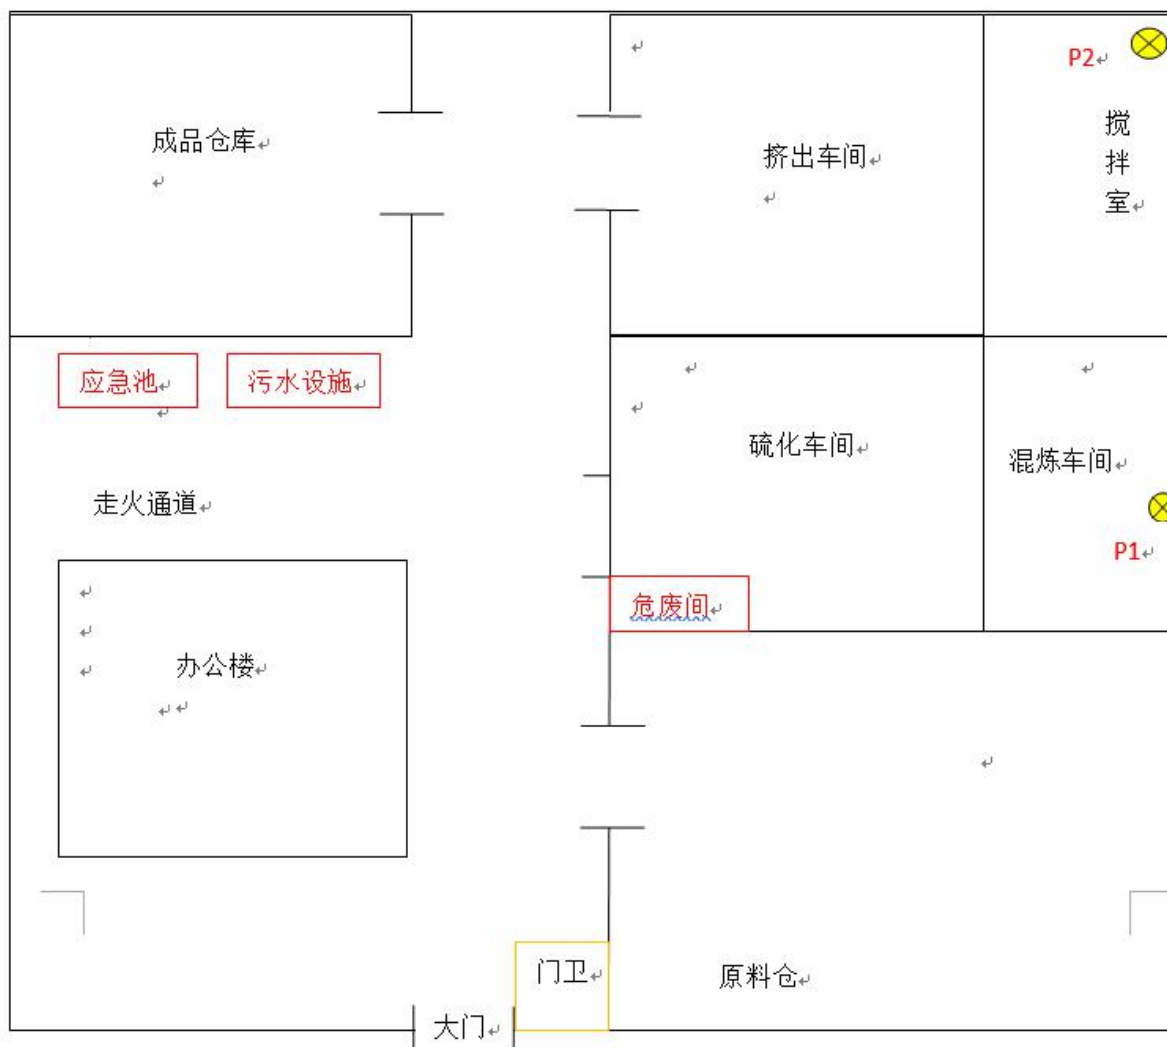 P2
成品仓库
挤出车间
搅
拌
室
应急池
污水设施
硫化车间
混炼车间
走火通道
P1
危废间
办公楼
门卫
原料仓
大门